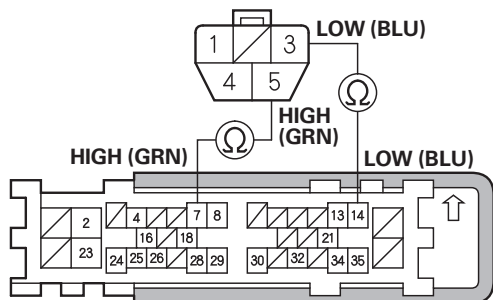 LOW (BLU)
1 3
4 5
Ω
HIGH
(GRN)
Ω
HIGH (GRN)
LOW (BLU)
2 4 7 8 13 14
16 18 21
23 24 25 26 28 29 30 32 34 35